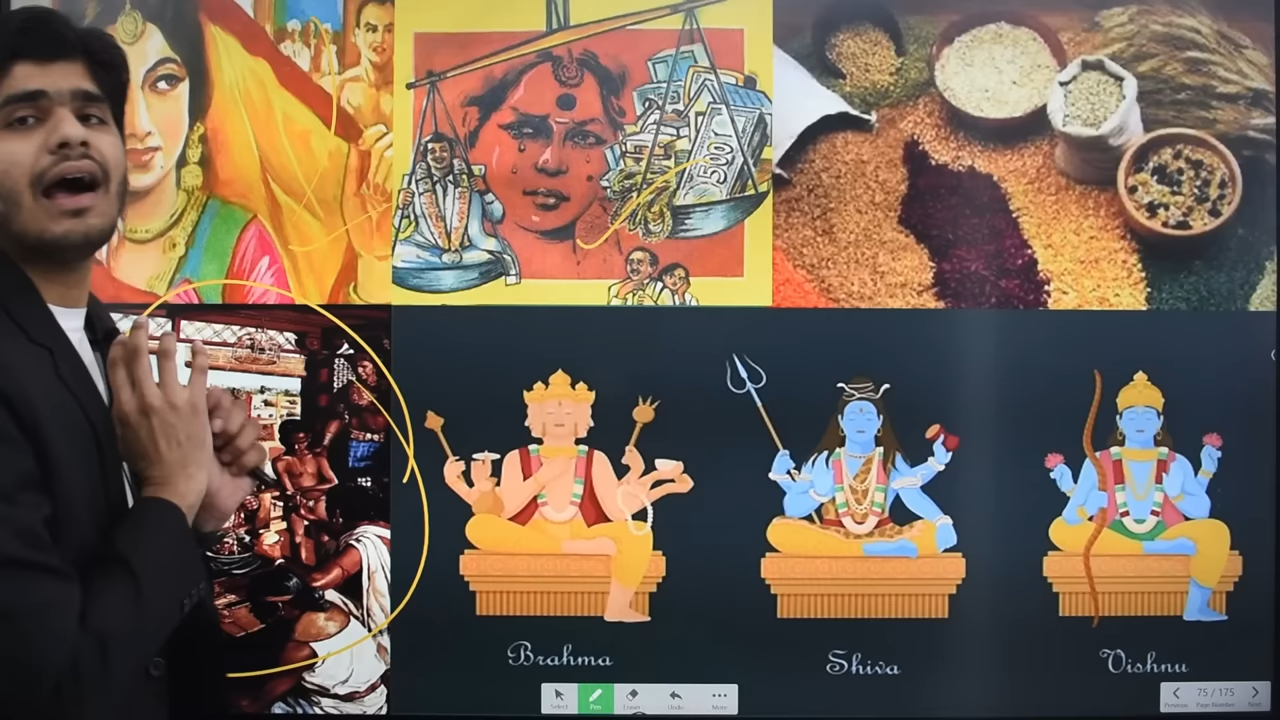 500
Brahma
Shiva
Vishnu
Select
Pen
Eraser
Undo
More
Previous
75 / 175
Page Number
Next